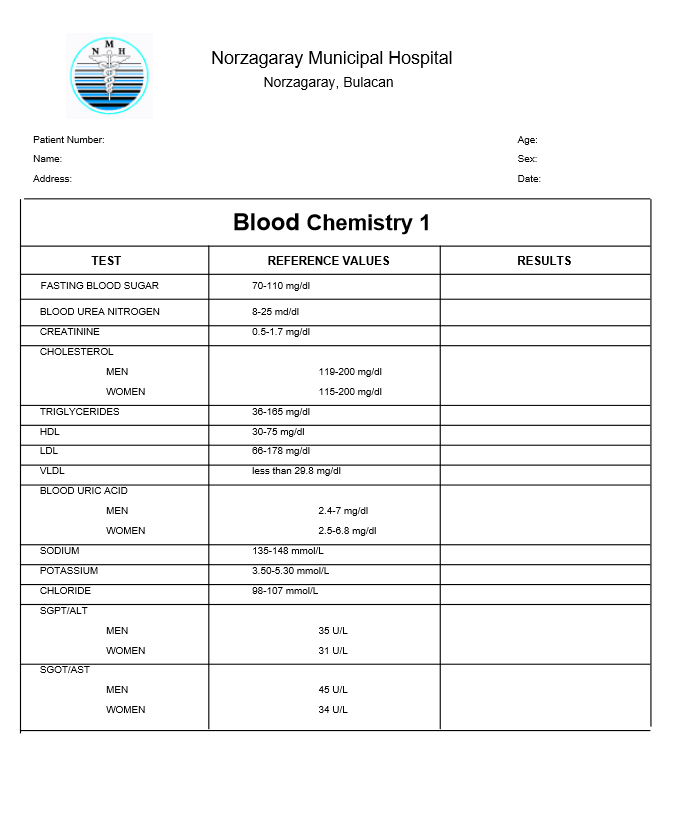 N M H
Norzagaray Municipal Hospital
Norzagaray, Bulacan
Patient Number: Age:
Name: Sex:
Address: Date:
Blood Chemistry 1
TEST REFERENCE VALUES RESULTS
FASTING BLOOD SUGAR 70-110 mg/dl
BLOOD UREA NITROGEN 8-25 md/dl
CREATININE 0.5-1.7 mg/dl
CHOLESTEROL
MEN 119-200 mg/dl
WOMEN 115-200 mg/dl
TRIGLYCERIDES 36-165 mg/dl
HDL 30-75 mg/dl
LDL 66-178 mg/dl
VLDL less than 29.8 mg/dl
BLOOD URIC ACID
MEN 2.4-7 mg/dl
WOMEN 2.5-6.8 mg/dl
SODIUM 135-148 mmol/L
POTASSIUM 3.50-5.30 mmol/L
CHLORIDE 98-107 mmol/L
SGPT/ALT
MEN 35 U/L
WOMEN 31 U/L
SGOT/AST
MEN 45 U/L
WOMEN 34 U/L